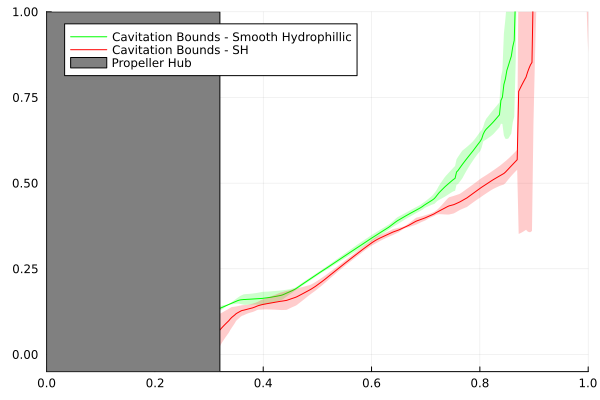 1.00
Cavitation Bounds - Smooth Hydrophillic
Cavitation Bounds - SH
Propeller Hub
0.75
0.50
0.25
0.00
0.0 0.2 0.4 0.6 0.8 1.0